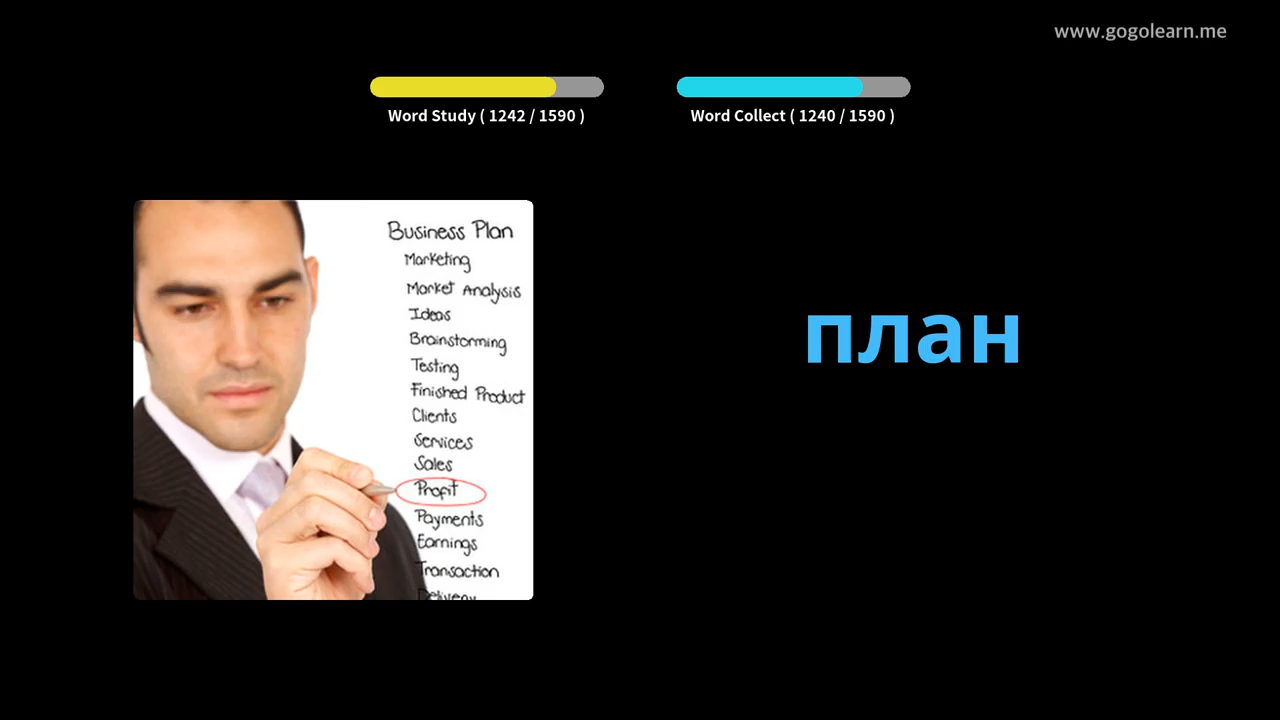 www.gogolearn.me
Word Study ( 1242 / 1590 )
Word Collect ( 1240 / 1590 )
Business Plan
Marketing
Market Analysis
Ideas
Brainstorming
Testing
Finished Product
Clients
Services
Sales
Profit
Payments
Earnings
Transaction
Delivery
план